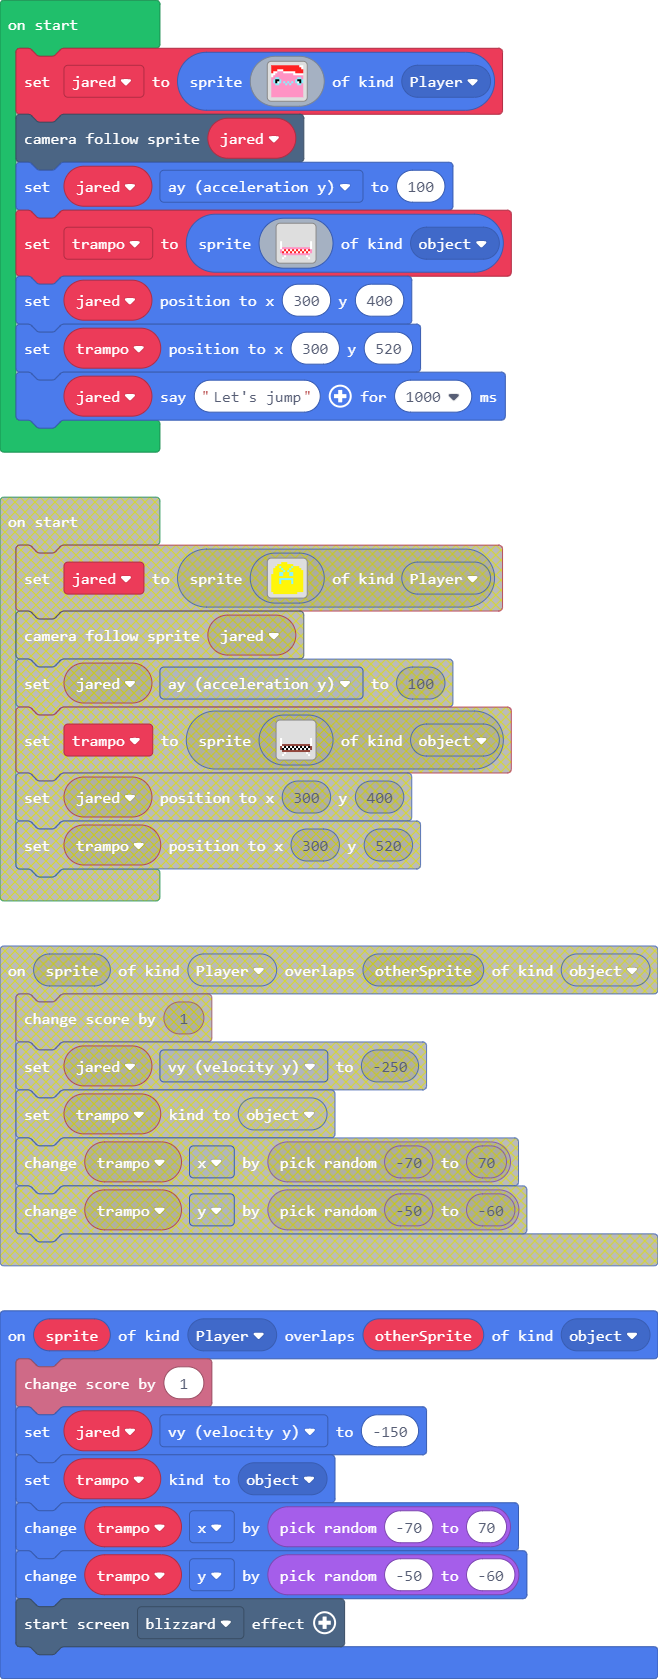 on start
set jared to sprite of kind Player
camera follow sprite jared
set jared ay (acceleration y) to 100
set trampo to sprite of kind object
set jared position to x 300 y 400
set trampo position to x 300 y 520
jared say "Let's jump" for 1000 ms
on start
set jared to sprite of kind Player
camera follow sprite jared
set jared ay (acceleration y) to 100
set trampo to sprite of kind object
set jared position to x 300 y 400
set trampo position to x 300 y 520
on sprite of kind Player overlaps otherSprite of kind object
change score by 1
set jared vy (velocity y) to -250
set trampo kind to object
change trampo x by pick random -70 to 70
change trampo y by pick random -50 to -60
on sprite of kind Player overlaps otherSprite of kind object
change score by 1
set jared vy (velocity y) to -150
set trampo kind to object
change trampo x by pick random -70 to 70
change trampo y by pick random -50 to -60
start screen blizzard effect